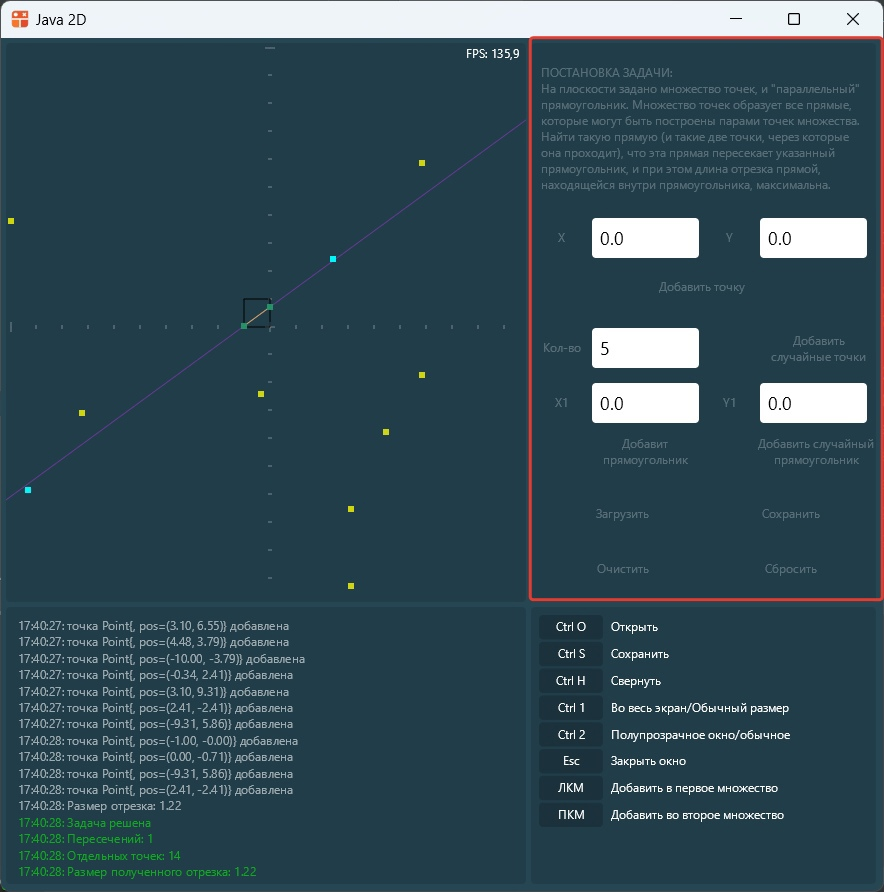 Java 2D
FPS: 135,9
ПОСТАНОВКА ЗАДАЧИ:
На плоскости задано множество точек, и "параллельный"
прямоугольник. Множество точек образует все прямые,
которые могут быть построены парами точек множества.
Найти такую прямую (и такие две точки, через которые
она проходит), что эта прямая пересекает указанный
прямоугольник, и при этом длина отрезка прямой,
находящейся внутри прямоугольника, максимальна.
X 0.0 Y 0.0
Добавить точку
Кол-во 5 Добавить
случайные точки
X1 0.0 Y1 0.0
Добавит
прямоугольник
Добавить случайный
прямоугольник
Загрузить Сохранить
Очистить Сбросить
17:40:27: точка Point{, pos=(3.10, 6.55)} добавлена
17:40:27: точка Point{, pos=(4.48, 3.79)} добавлена
17:40:27: точка Point{, pos=(-10.00, -3.79)} добавлена
17:40:27: точка Point{, pos=(-0.34, 2.41)} добавлена
17:40:27: точка Point{, pos=(3.10, 9.31)} добавлена
17:40:27: точка Point{, pos=(2.41, -2.41)} добавлена
17:40:27: точка Point{, pos=(-9.31, 5.86)} добавлена
17:40:28: точка Point{, pos=(-1.00, -0.00)} добавлена
17:40:28: точка Point{, pos=(0.00, -0.71)} добавлена
17:40:28: точка Point{, pos=(-9.31, 5.86)} добавлена
17:40:28: точка Point{, pos=(2.41, -2.41)} добавлена
17:40:28: Размер отрезка: 1.22
17:40:28: Задача решена
17:40:28: Пересечений: 1
17:40:28: Отдельных точек: 14
17:40:28: Размер полученного отрезка: 1.22
Ctrl O Открыть
Ctrl S Сохранить
Ctrl H Свернуть
Ctrl 1 Во весь экран/Обычный размер
Ctrl 2 Полупрозрачное окно/обычное
Esc Закрыть окно
ЛКМ Добавить в первое множество
ПКМ Добавить во второе множество